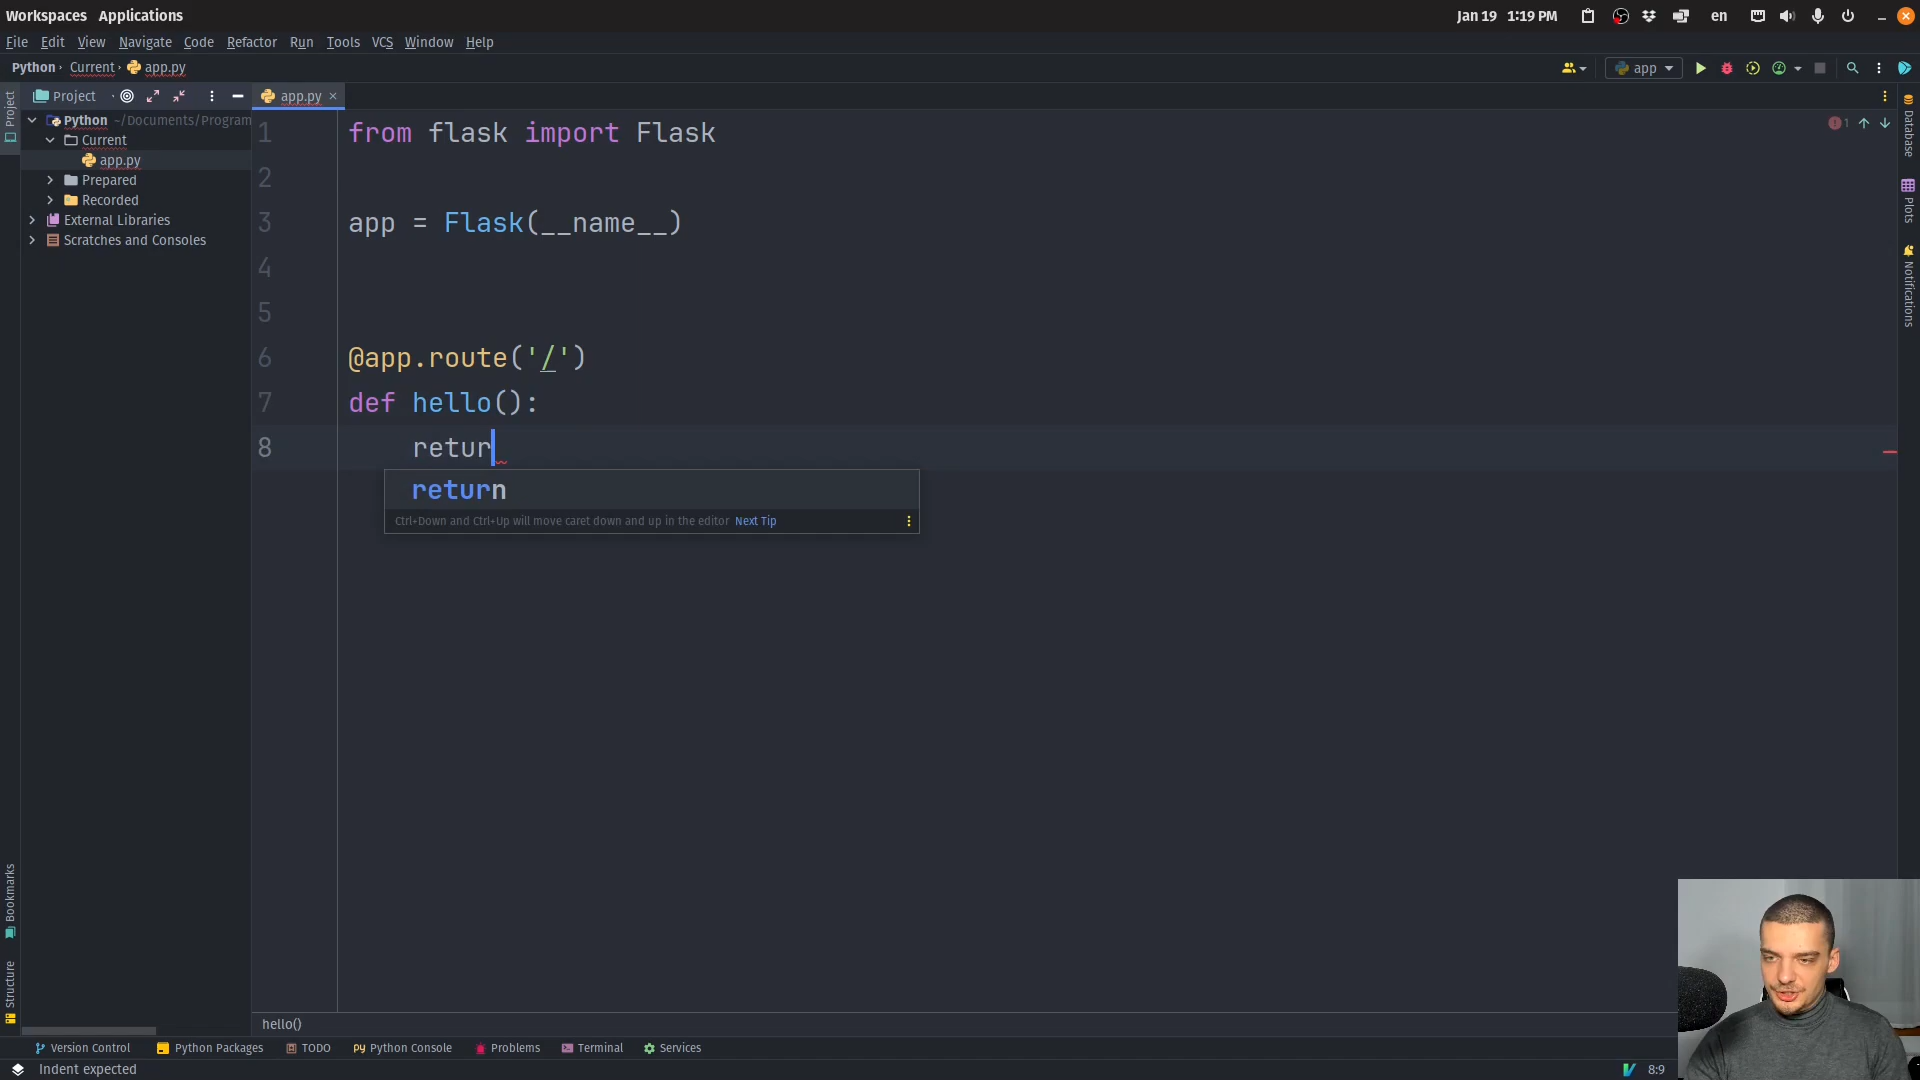 Workspaces Applications Jan 19 1:19 PM en
File Edit View Navigate Code Refactor Run Tools VCS Window Help
Python Current app.py app
Project app.py
Python ~/Documents/Program
Current
app.py
Prepared
Recorded
External Libraries
Scratches and Consoles
1 from flask import Flask
2
3 app = Flask(__name__)
4
5
6 @app.route('/')
7 def hello():
8 retur
return
Ctrl+Down and Ctrl+Up will move caret down and up in the editor Next Tip
1
Project
Bookmarks
Structure
Database
Plots
Notifications
hello()
Version Control Python Packages TODO Python Console Problems Terminal Services
Indent expected 8:9